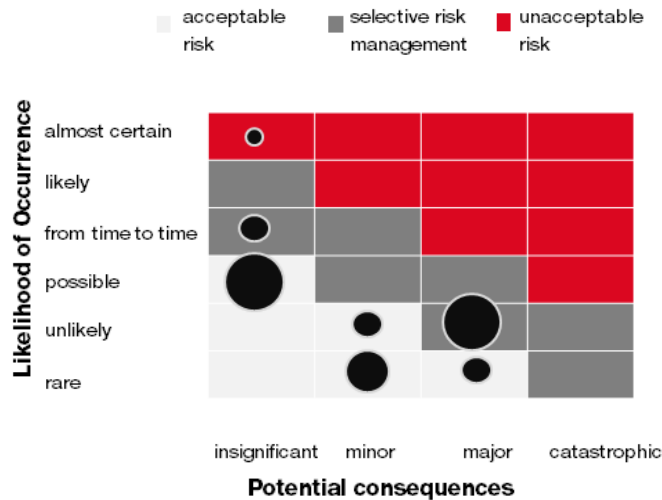 acceptable
risk
selective risk
management
unacceptable
risk
Likelihood of Occurrence
almost certain
likely
from time to time
possible
unlikely
rare
insignificant minor major catastrophic
Potential consequences